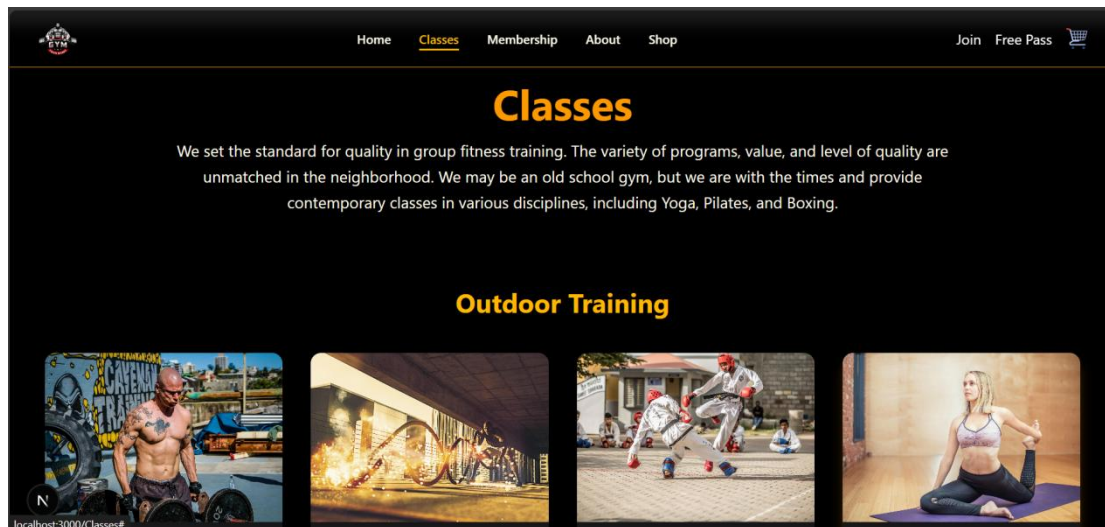 GYM
Home Classes Membership About Shop
Join Free Pass
Classes
We set the standard for quality in group fitness training. The variety of programs, value, and level of quality are
unmatched in the neighborhood. We may be an old school gym, but we are with the times and provide
contemporary classes in various disciplines, including Yoga, Pilates, and Boxing.
Outdoor Training
N
localhost:3000/Classes#